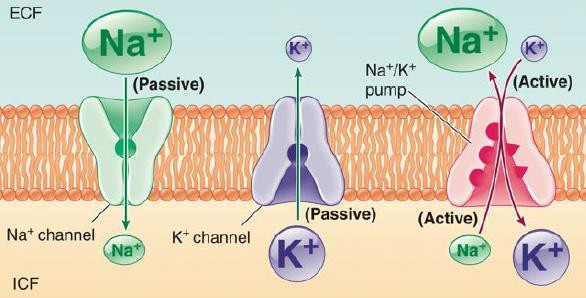 ECF
Na⁺
(Passive)
Na⁺ channel
Na⁺
K⁺
K⁺ channel
(Passive)
K⁺
Na⁺
K⁺
Na⁺/K⁺
pump
(Active)
(Active)
Na⁺
K⁺
ICF